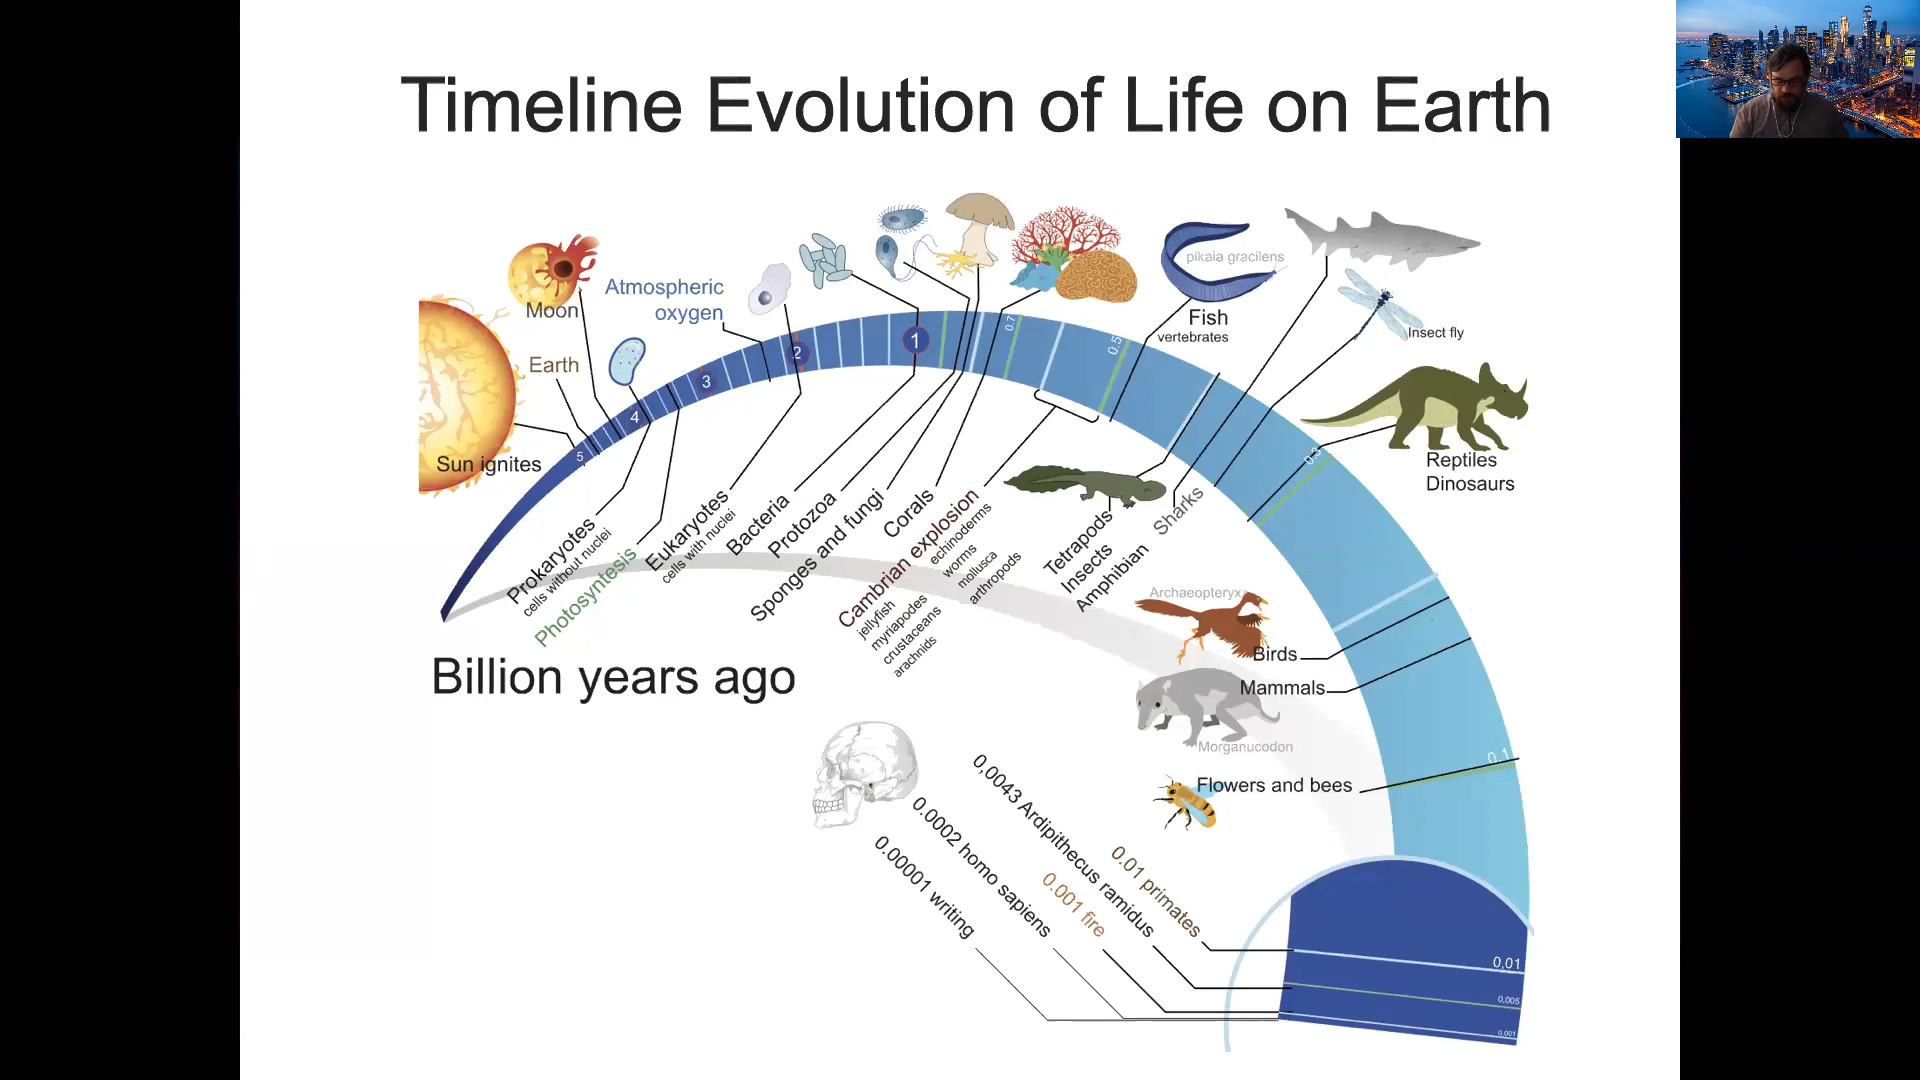 Timeline Evolution of Life on Earth
Moon
Atmospheric
oxygen
Earth
Sun ignites
5
4
3
2
1
0.7
0.5
0.3
0.1
pikaia gracilens
Fish
vertebrates
Insect fly
Reptiles
Dinosaurs
Prokaryotes
cells without nuclei
Photosyntesis
Eukaryotes
cells with nuclei
Bacteria
Protozoa
Sponges and fungi
Corals
Cambrian explosion
echinoderms
worms
mollusca
arthropods
jellyfish
myriapodes
crustaceans
arachnids
Tetrapods
Insects
Amphibian
Sharks
Archaeopteryx
Birds
Mammals
Morganucodon
Flowers and bees
Billion years ago
0,0043 Ardipithecus ramidus
0.01 primates
0.001 fire
0.0002 homo sapiens
0.00001 writing
0,01
0,005
0,001